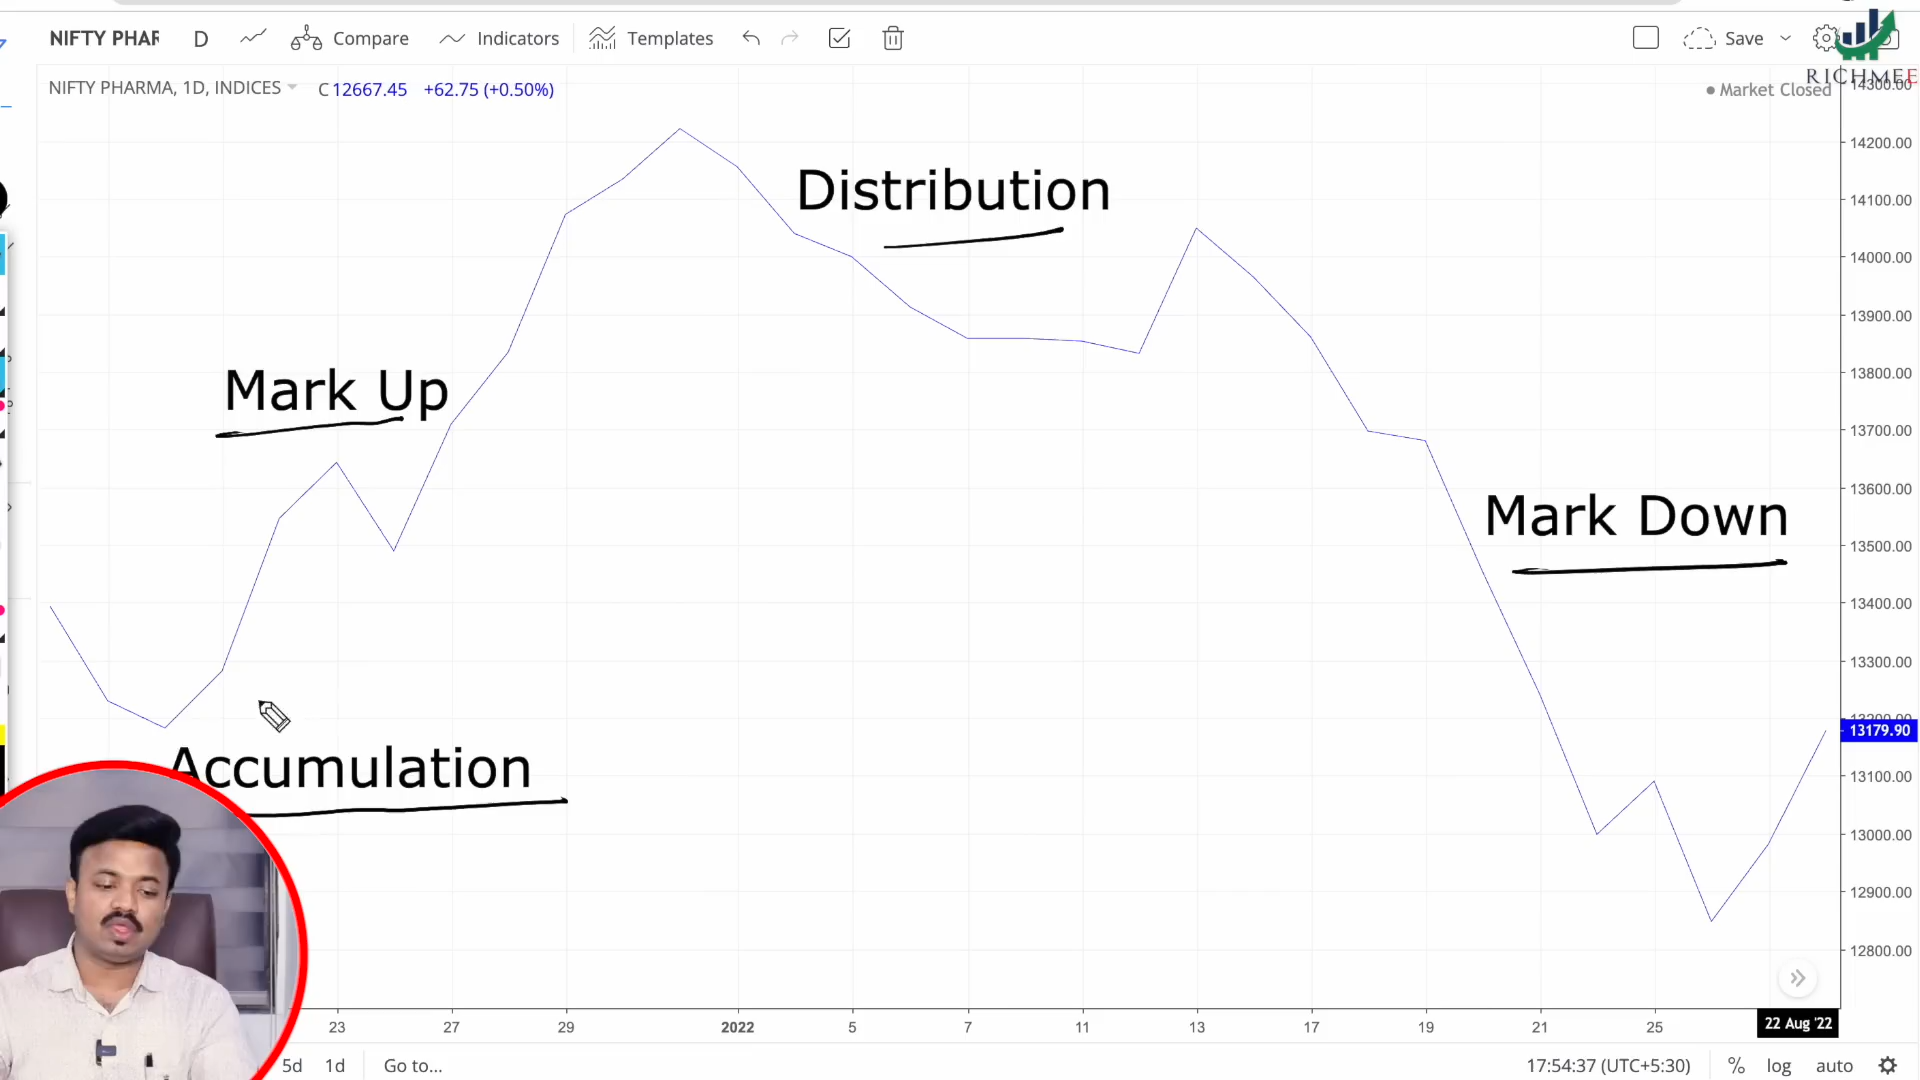 NIFTY PHAR D Compare Indicators Templates Save
RICHMEE
NIFTY PHARMA, 1D, INDICES C12667.45 +62.75 (+0.50%)
Market Closed
14300.00
14200.00
Distribution
14100.00
14000.00
13900.00
Mark Up
13800.00
13700.00
13600.00
Mark Down
13500.00
13400.00
13300.00
13200.00
13179.90
Accumulation
13100.00
13000.00
12900.00
12800.00
23 27 29 2022 5 7 11 13 17 19 21 25 22 Aug '22
5d 1d Go to... 17:54:37 (UTC+5:30) % log auto